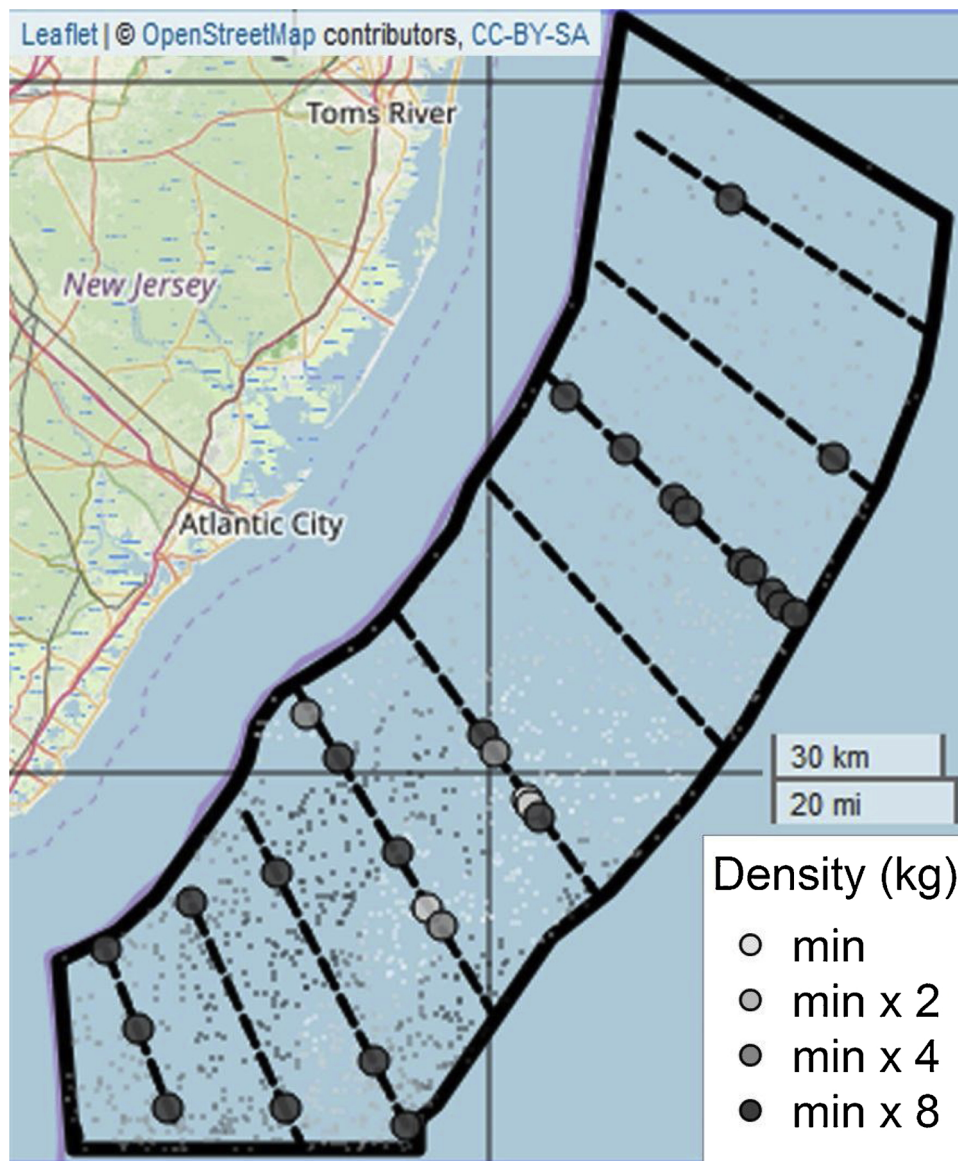 Leaflet | © OpenStreetMap contributors, CC-BY-SA
Toms River
New Jersey
Atlantic City
30 km
20 mi
Density (kg)
min
min x 2
min x 4
min x 8